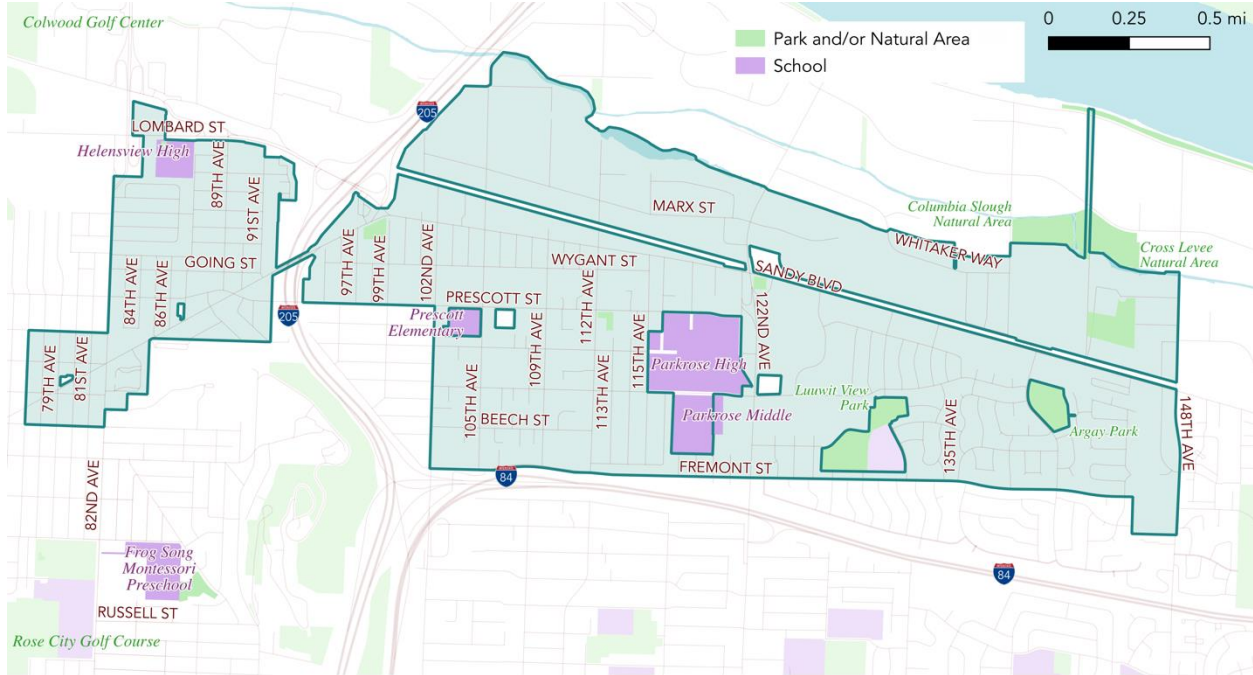 Colwood Golf Center
0 0.25 0.5 mi
Park and/or Natural Area
School
205
LOMBARD ST
Helensview High
89TH AVE
91ST AVE
MARX ST
Columbia Slough
Natural Area
WHITAKER WAY
Cross Levee
Natural Area
GOING ST
97TH AVE
99TH AVE
102ND AVE
WYGANT ST
SANDY BLVD
84TH AVE
86TH AVE
205
PRESCOTT ST
Prescott
Elementary
112TH AVE
122ND AVE
79TH AVE
81ST AVE
105TH AVE
109TH AVE
113TH AVE
115TH AVE
Parkrose High
Luuwit View
Park
BEECH ST
Parkrose Middle
135TH AVE
Argay Park
148TH AVE
FREMONT ST
84
82ND AVE
Frog Song
Montessori
Preschool
84
RUSSELL ST
Rose City Golf Course